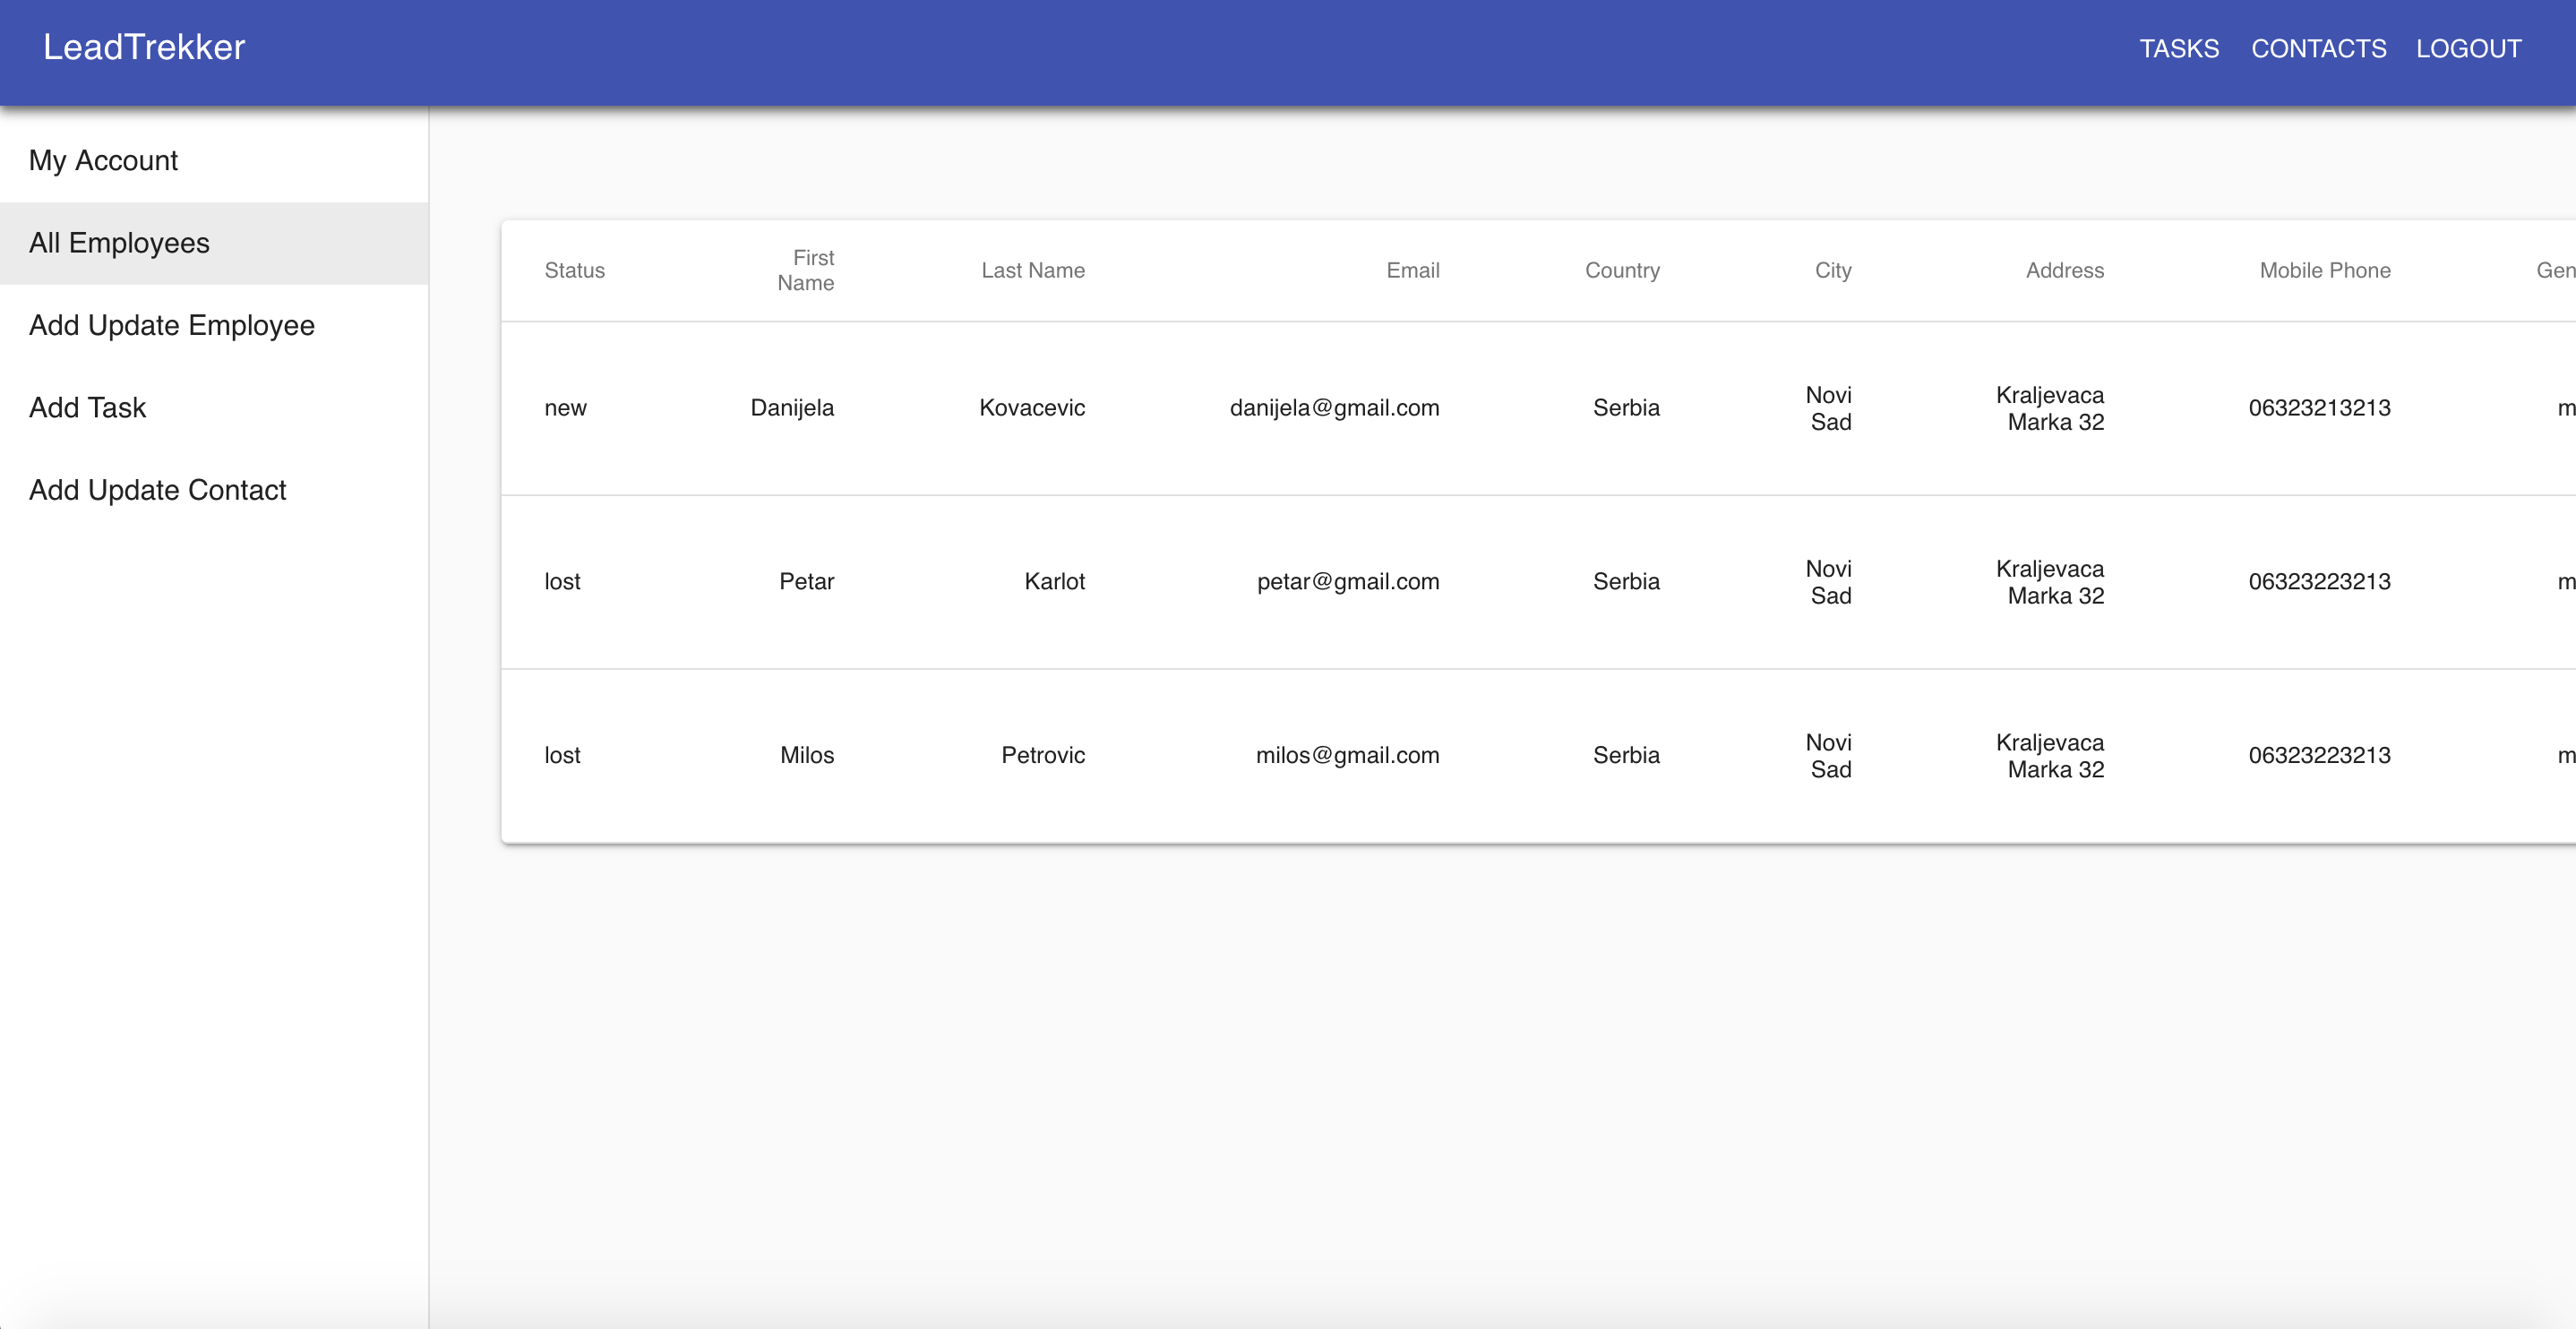 LeadTrekker
TASKS CONTACTS LOGOUT
My Account
All Employees
Add Update Employee
Add Task
Add Update Contact
Status First Name Last Name Email Country City Address Mobile Phone Gen
new Danijela Kovacevic danijela@gmail.com Serbia Novi Sad Kraljevaca Marka 32 06323213213 m
lost Petar Karlot petar@gmail.com Serbia Novi Sad Kraljevaca Marka 32 06323223213 m
lost Milos Petrovic milos@gmail.com Serbia Novi Sad Kraljevaca Marka 32 06323223213 m